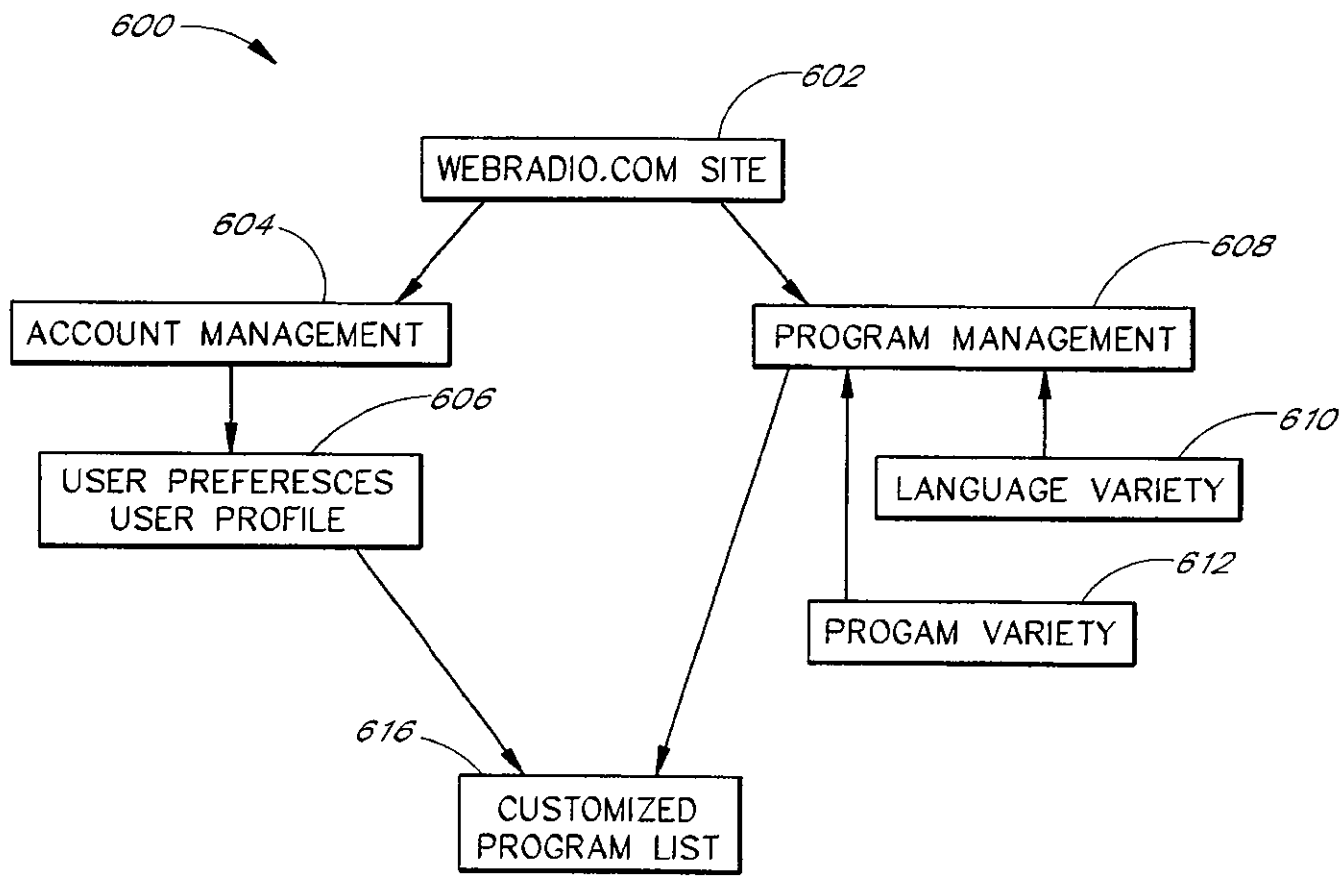 600
602
WEBRADIO.COM SITE
604
608
ACCOUNT MANAGEMENT
PROGRAM MANAGEMENT
606
610
USER PREFERESCES
USER PROFILE
LANGUAGE VARIETY
612
PROGAM VARIETY
616
CUSTOMIZED
PROGRAM LIST